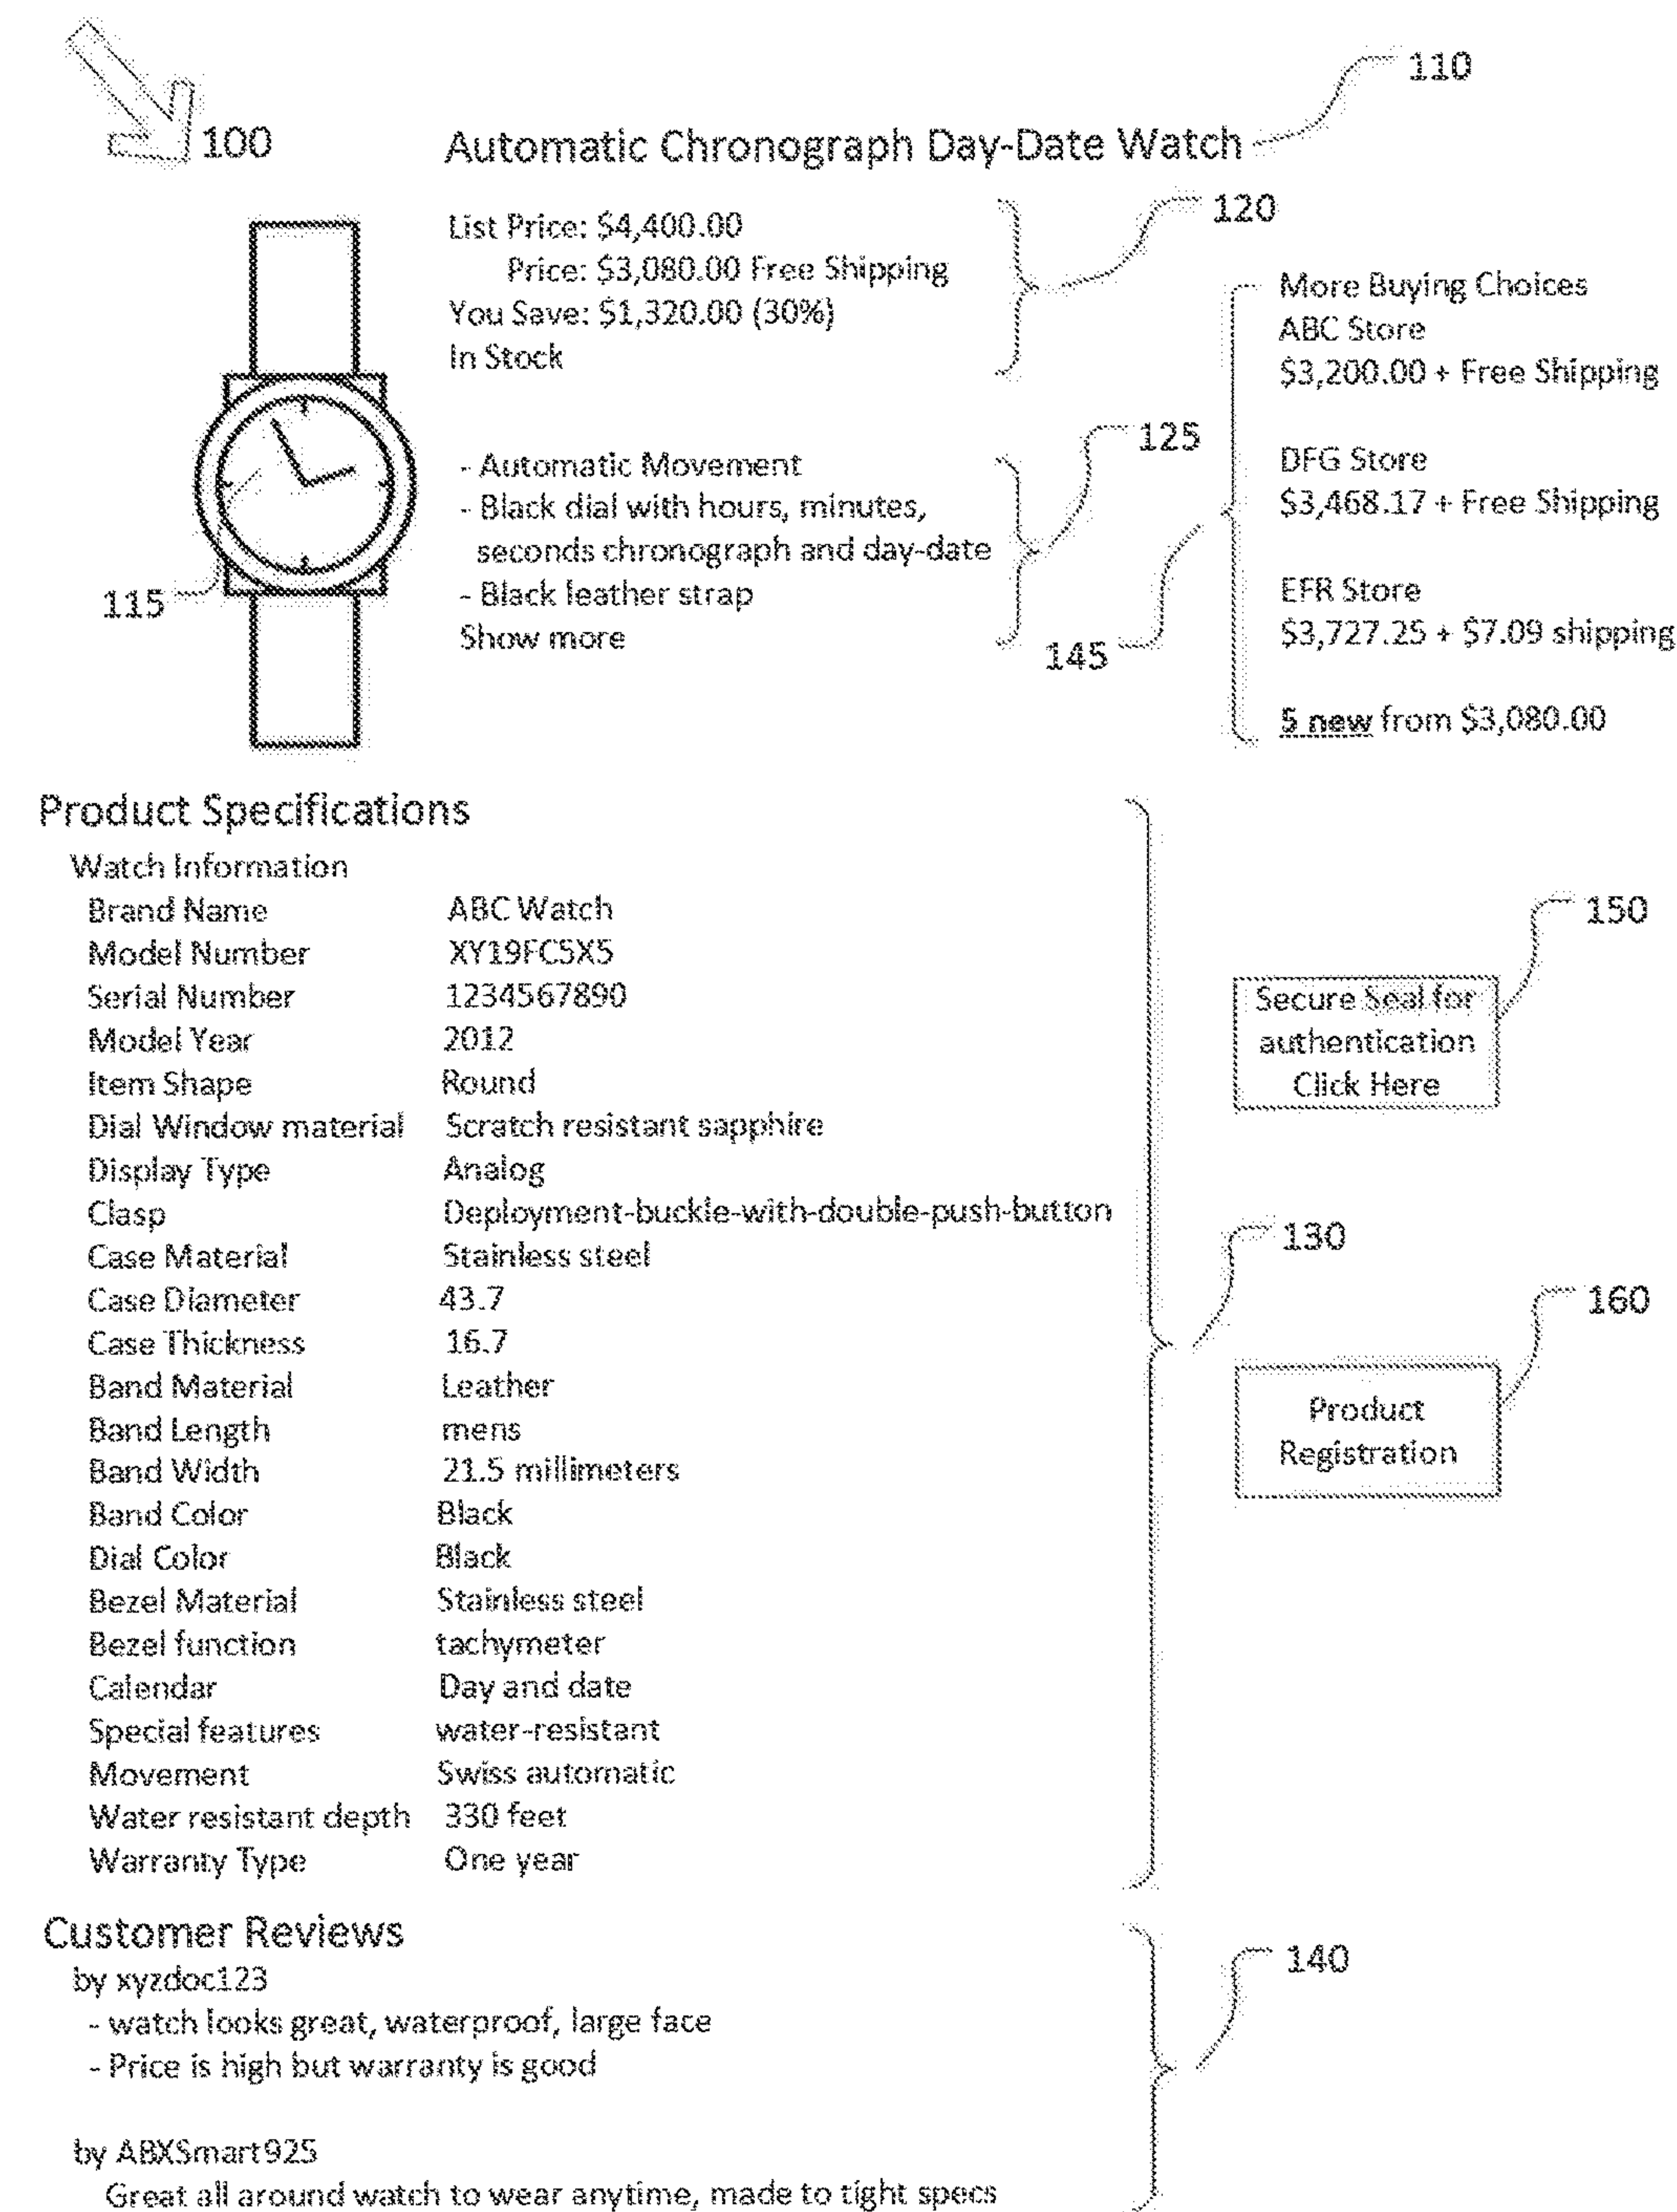 110
100
Automatic Chronograph Day-Date Watch
120
List Price: $4,400.00
Price: $3,080.00 Free Shipping
You Save: $1,320.00 (30%)
In Stock
125
- Automatic Movement
- Black dial with hours, minutes,
seconds chronograph and day-date
- Black leather strap
Show more
115
145
More Buying Choices
ABC Store
$3,200.00 + Free Shipping
DFG Store
$3,468.17 + Free Shipping
EFR Store
$3,727.25 + $7.09 shipping
5 new from $3,080.00
Product Specifications
Watch Information
Brand Name ABC Watch
Model Number XY19FC5X5
Serial Number 1234567890
Model Year 2012
Item Shape Round
Dial Window material Scratch resistant sapphire
Display Type Analog
Clasp Deployment-buckle-with-double-push-button
Case Material Stainless steel
Case Diameter 43.7
Case Thickness 16.7
Band Material Leather
Band Length mens
Band Width 21.5 millimeters
Band Color Black
Dial Color Black
Bezel Material Stainless steel
Bezel function tachymeter
Calendar Day and date
Special features water-resistant
Movement Swiss automatic
Water resistant depth 330 feet
Warranty Type One year
150
Secure Seal for
authentication
Click Here
130
160
Product
Registration
Customer Reviews
140
by xyzdoc123
- watch looks great, waterproof, large face
- Price is high but warranty is good
by ABXSmart925
Great all around watch to wear anytime, made to tight specs